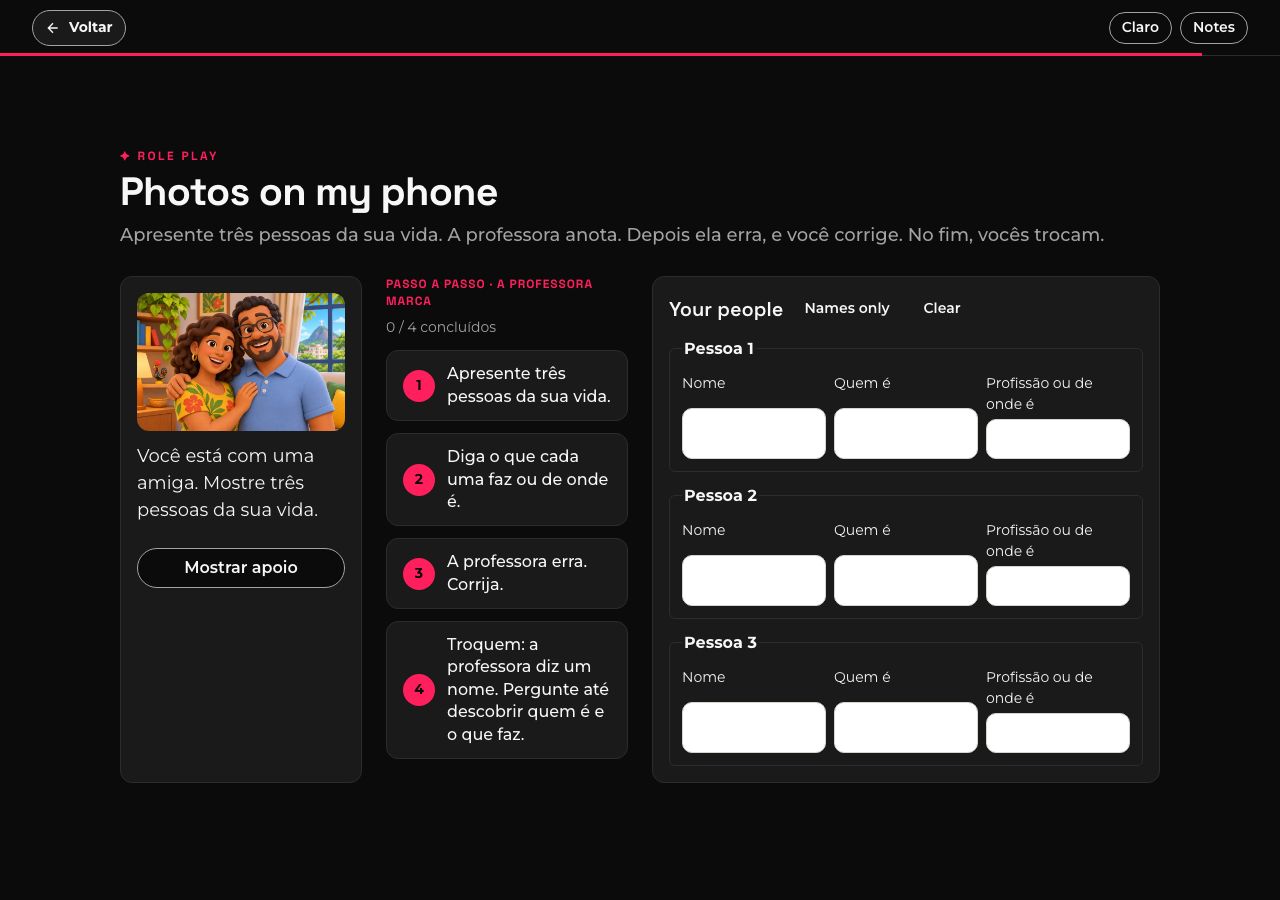 ← Voltar
Claro
Notes
✦ ROLE PLAY
Photos on my phone
Apresente três pessoas da sua vida. A professora anota. Depois ela erra, e você corrige. No fim, vocês trocam.
Você está com uma
amiga. Mostre três
pessoas da sua vida.
Mostrar apoio
PASSO A PASSO · A PROFESSORA
MARCA
0 / 4 concluídos
1
Apresente três
pessoas da sua vida.
2
Diga o que cada
uma faz ou de onde
é.
3
A professora erra.
Corrija.
4
Troquem: a
professora diz um
nome. Pergunte até
descobrir quem é e
o que faz.
Your people
Names only
Clear
Pessoa 1
Nome
Quem é
Profissão ou de
onde é
Pessoa 2
Nome
Quem é
Profissão ou de
onde é
Pessoa 3
Nome
Quem é
Profissão ou de
onde é